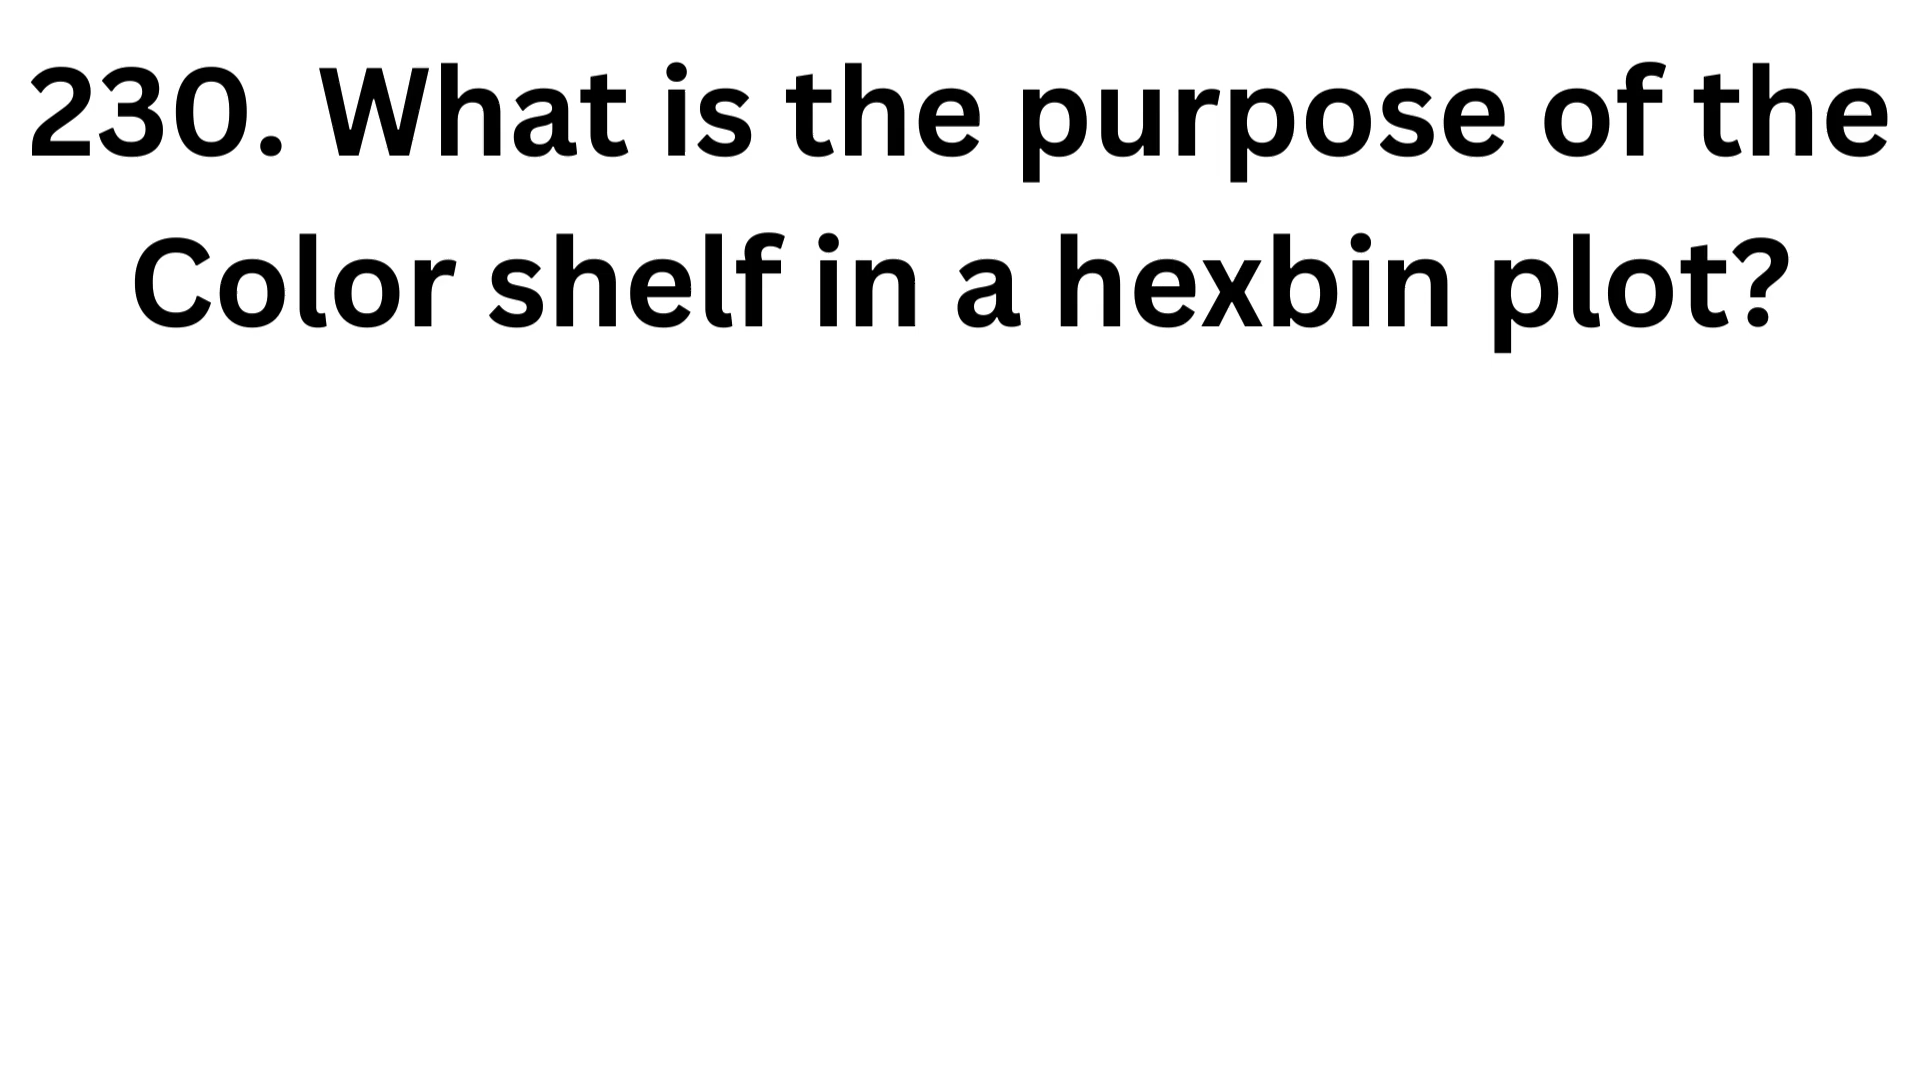 230. What is the purpose of the
Color shelf in a hexbin plot?